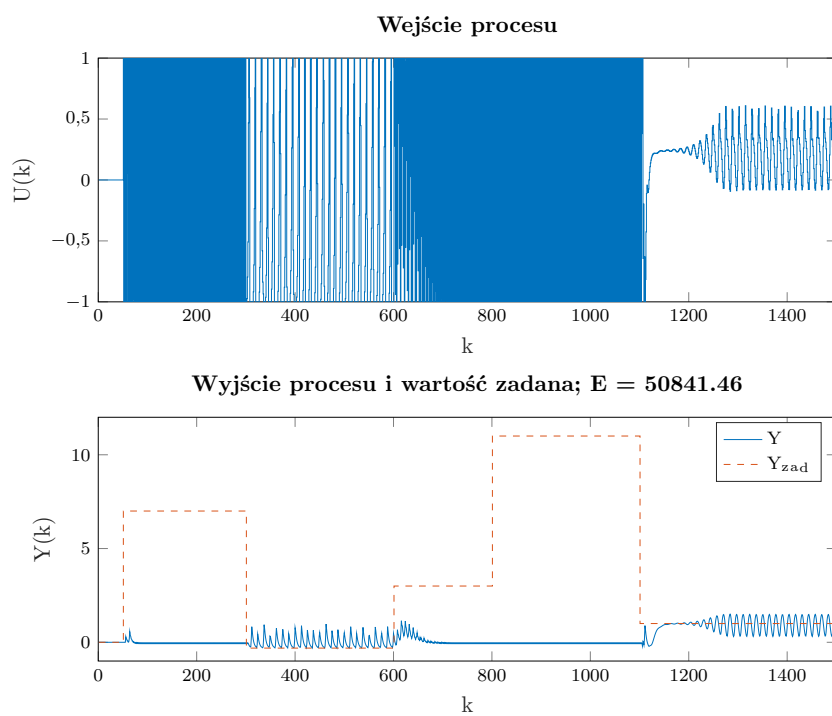 Wejście procesu
1
0,5
0
−0,5
−1
U(k)
0 200 400 600 800 1000 1200 1400
k
Wyjście procesu i wartość zadana; E = 50841.46
10
5
0
Y(k)
Y
Y_zad
0 200 400 600 800 1000 1200 1400
k